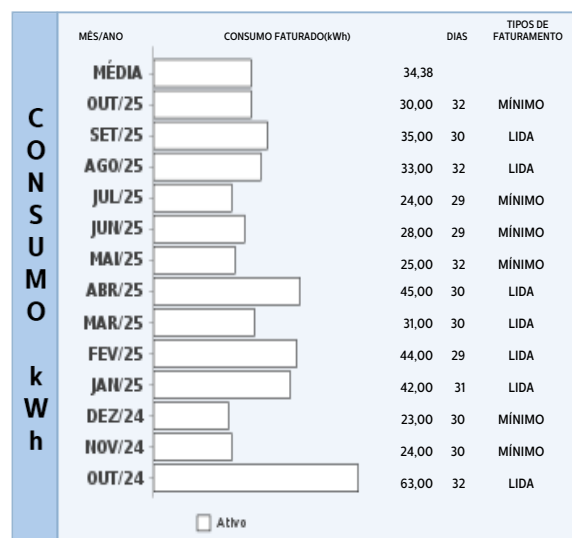 MÊS/ANO CONSUMO FATURADO(kWh) DIAS TIPOS DE FATURAMENTO
MÉDIA 34,38
OUT/25 30,00 32 MÍNIMO
SET/25 35,00 30 LIDA
AGO/25 33,00 32 LIDA
JUL/25 24,00 29 MÍNIMO
JUN/25 28,00 29 MÍNIMO
MAI/25 25,00 32 MÍNIMO
ABR/25 45,00 30 LIDA
MAR/25 31,00 30 LIDA
FEV/25 44,00 29 LIDA
JAN/25 42,00 31 LIDA
DEZ/24 23,00 30 MÍNIMO
NOV/24 24,00 30 MÍNIMO
OUT/24 63,00 32 LIDA
Ativo
CONSUMO kWh